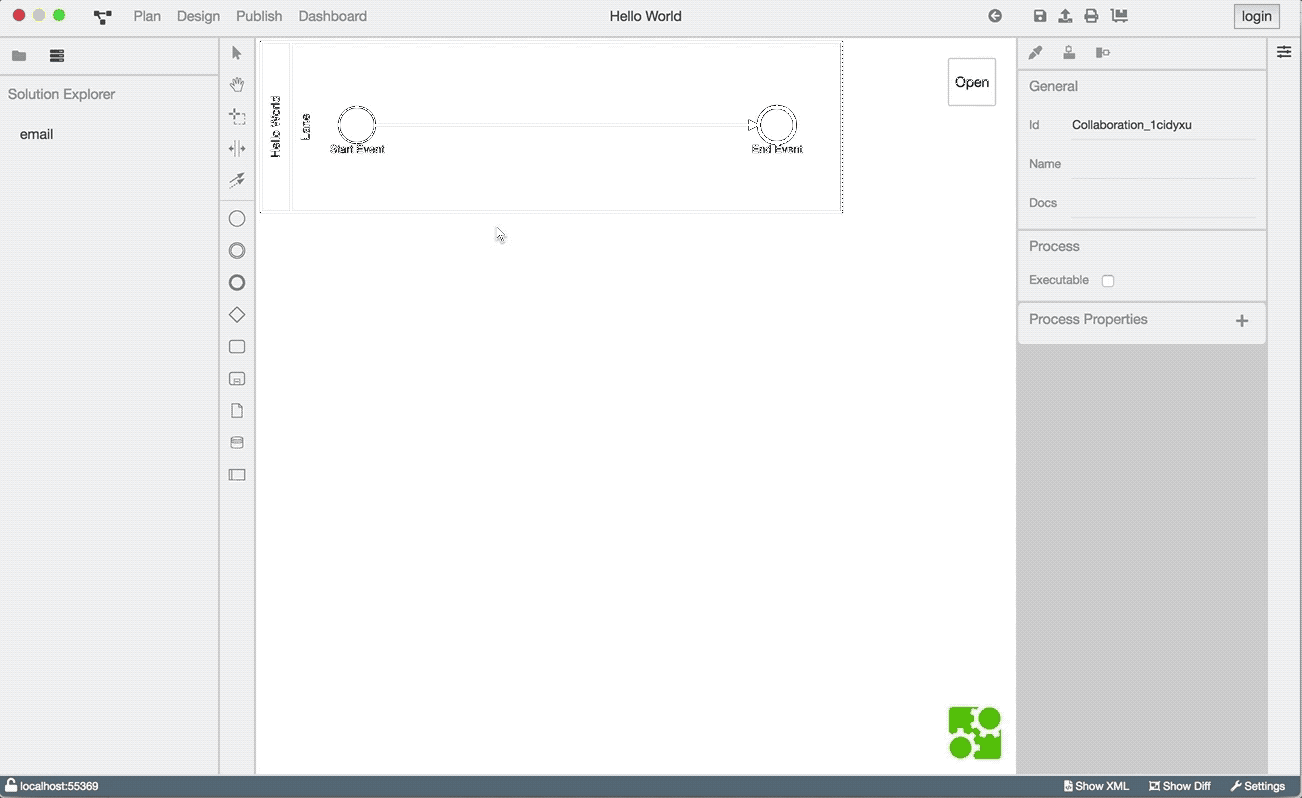 Plan Design Publish Dashboard Hello World login
Solution Explorer
email
Hello World
Lane
Start Event
End Event
Open
General
Id Collaboration_1cidyxu
Name
Docs
Process
Executable
Process Properties
localhost:55369 Show XML Show Diff Settings